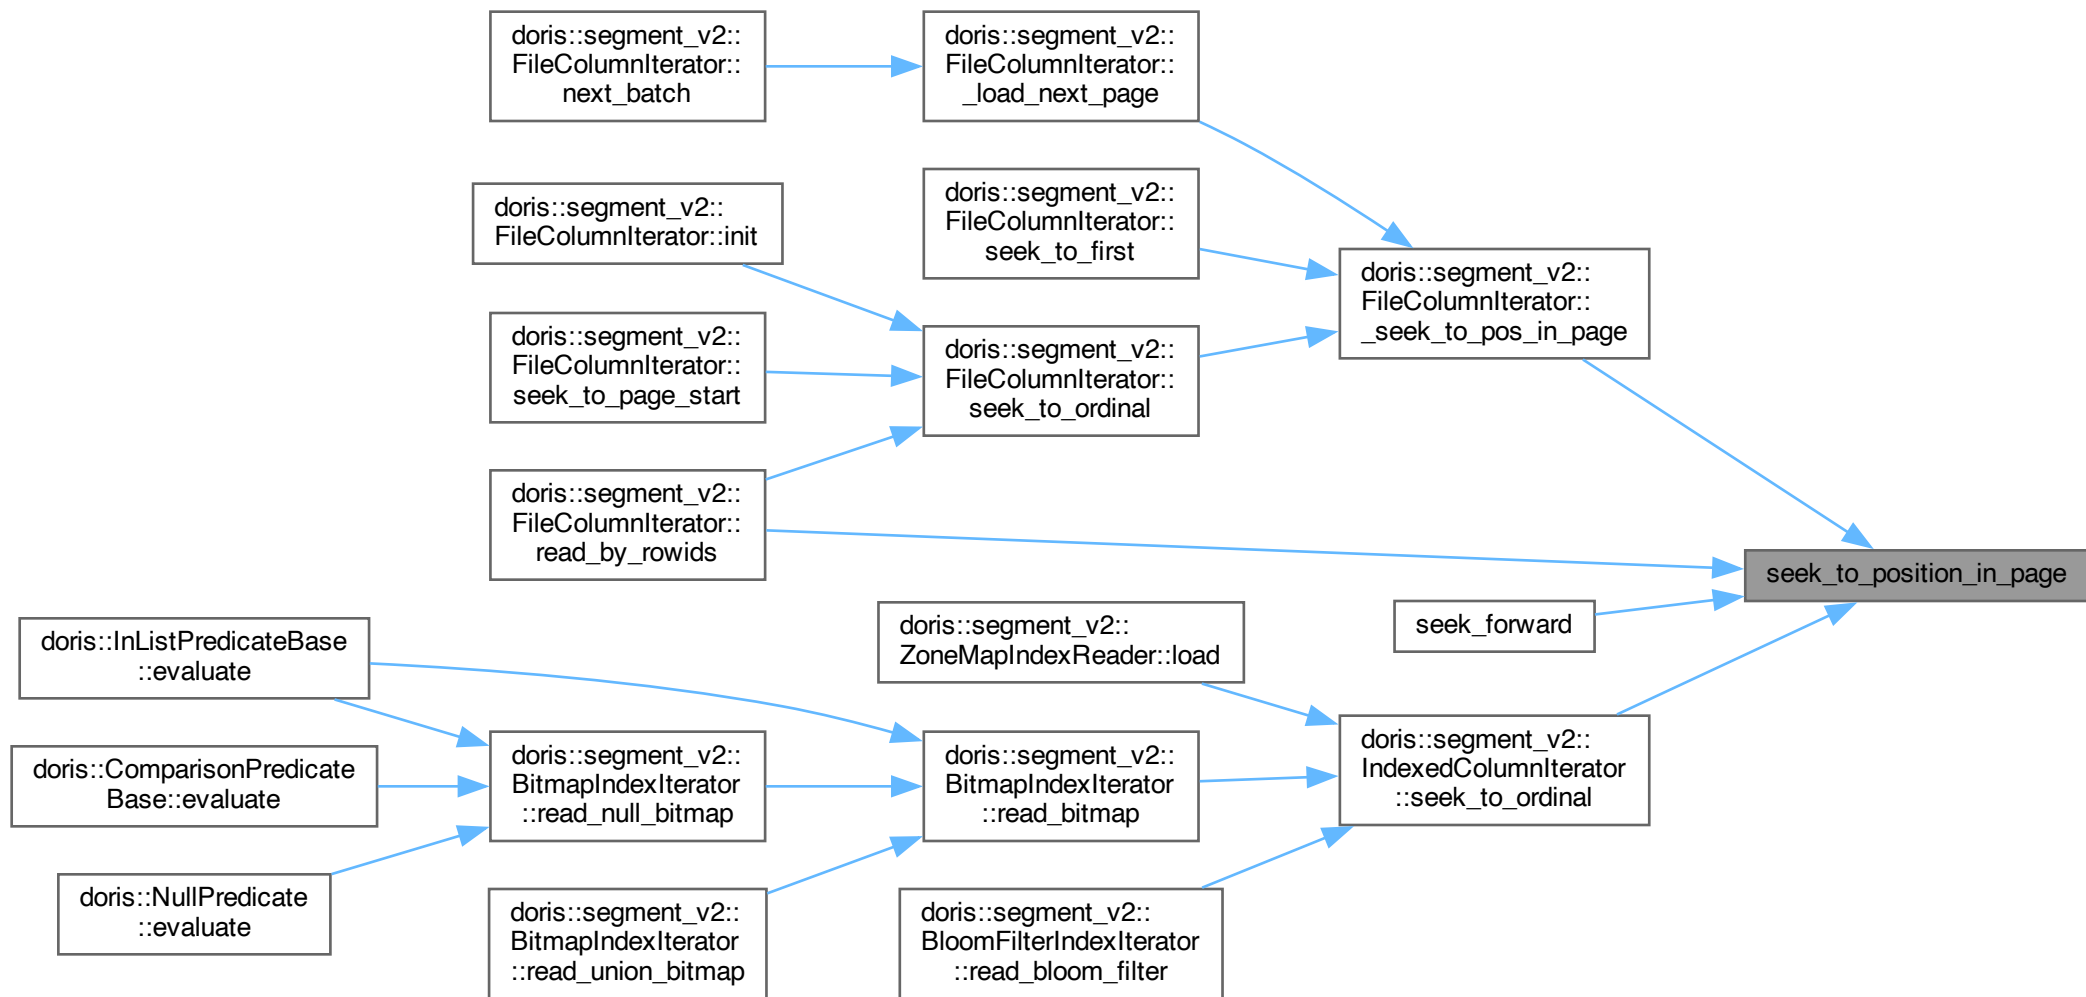 doris::segment_v2::
FileColumnIterator::
next_batch
doris::segment_v2::
FileColumnIterator::
_load_next_page
doris::segment_v2::
FileColumnIterator::init
doris::segment_v2::
FileColumnIterator::
seek_to_first
doris::segment_v2::
FileColumnIterator::
_seek_to_pos_in_page
doris::segment_v2::
FileColumnIterator::
seek_to_page_start
doris::segment_v2::
FileColumnIterator::
seek_to_ordinal
doris::segment_v2::
FileColumnIterator::
read_by_rowids
seek_to_position_in_page
seek_forward
doris::segment_v2::
ZoneMapIndexReader::load
doris::InListPredicateBase
::evaluate
doris::ComparisonPredicate
Base::evaluate
doris::segment_v2::
BitmapIndexIterator
::read_null_bitmap
doris::segment_v2::
BitmapIndexIterator
::read_bitmap
doris::segment_v2::
IndexedColumnIterator
::seek_to_ordinal
doris::NullPredicate
::evaluate
doris::segment_v2::
BitmapIndexIterator
::read_union_bitmap
doris::segment_v2::
BloomFilterIndexIterator
::read_bloom_filter